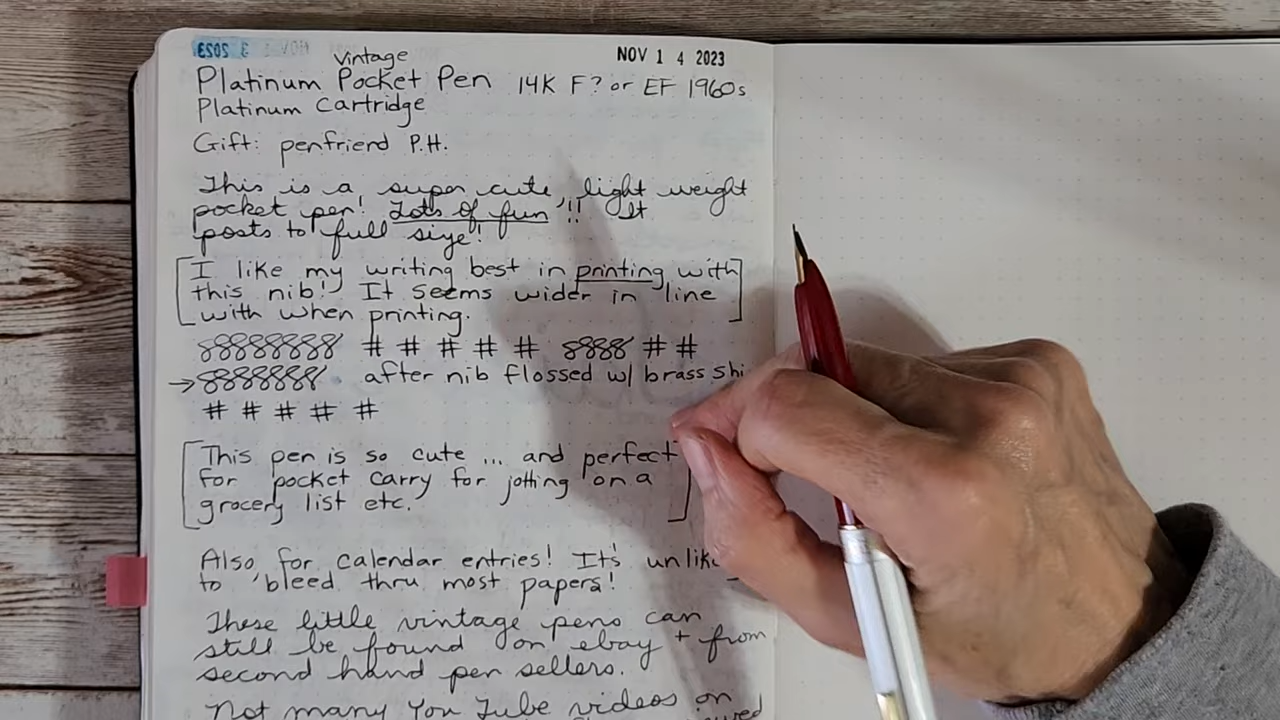 NOV 1 4 2023
Vintage
Platinum Pocket Pen 14K F? or EF 1960s
Platinum Cartridge
Gift: penfriend P.H.
This is a super cute, light weight
pocket pen! Lots of fun!! It
posts to full size!
[I like my writing best in printing with
this nib! It seems wider in line
with when printing.]
88888888 # # # # # 8888 # #
→8888888 after nib flossed w/ brass shi
# # # # #
[This pen is so cute ... and perfect
for pocket carry for jotting on a
grocery list etc.]
Also, for calendar entries! It's unlik
to bleed thru most papers!
These little vintage pens can
still be found on ebay + from
second hand pen sellers.
Not many You Tube videos on